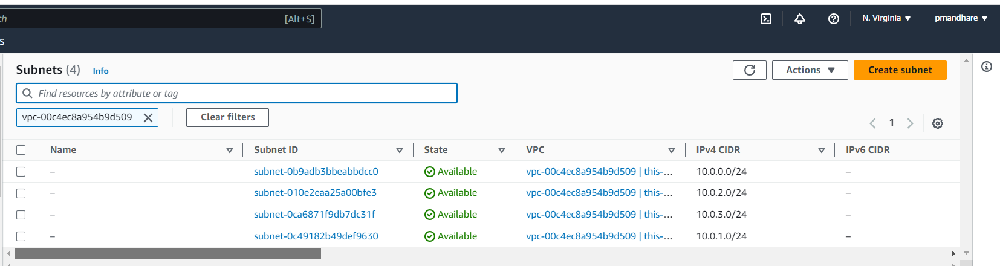 ch [Alt+S] N. Virginia ▼ pmandhare ▼
s
Subnets (4) Info Actions ▼ Create subnet
Find resources by attribute or tag
vpc-00c4ec8a954b9d509 Clear filters
1
Name Subnet ID State VPC IPv4 CIDR IPv6 CIDR
– subnet-0b9adb3bbeabbdcc0 Available vpc-00c4ec8a954b9d509 | this-... 10.0.0.0/24 –
– subnet-010e2eaa25a00bfe3 Available vpc-00c4ec8a954b9d509 | this-... 10.0.2.0/24 –
– subnet-0ca6871f9db7dc31f Available vpc-00c4ec8a954b9d509 | this-... 10.0.3.0/24 –
– subnet-0c49182b49def9630 Available vpc-00c4ec8a954b9d509 | this-... 10.0.1.0/24 –